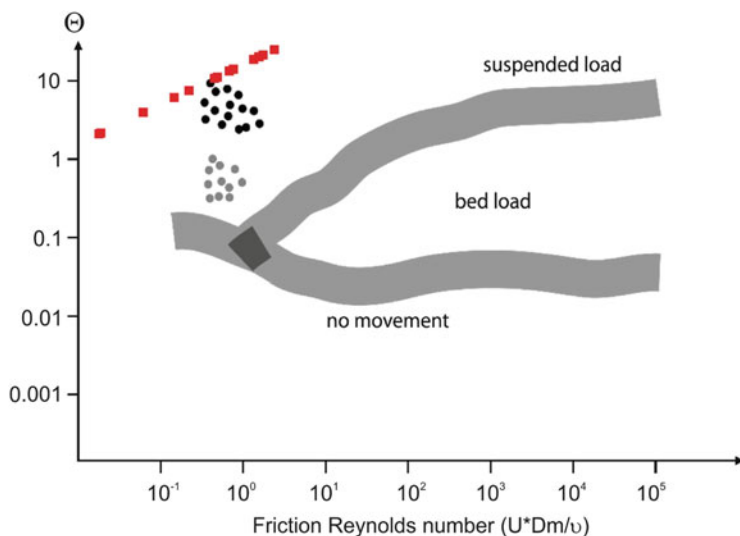 Θ
10
1
0.1
0.01
0.001
suspended load
bed load
no movement
10⁻¹ 10⁰ 10¹ 10² 10³ 10⁴ 10⁵
Friction Reynolds number (U*Dm/υ)